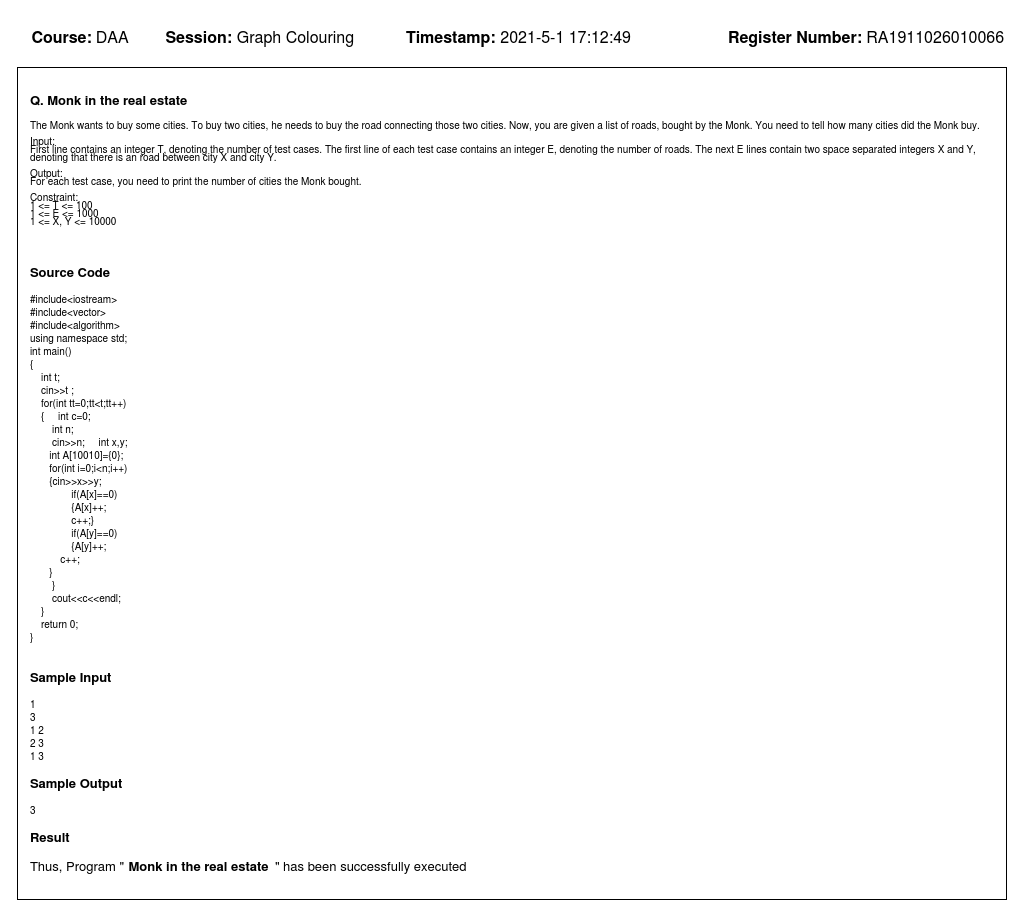 Course: DAA Session: Graph Colouring Timestamp: 2021-5-1 17:12:49 Register Number: RA1911026010066
Q. Monk in the real estate
The Monk wants to buy some cities. To buy two cities, he needs to buy the road connecting those two cities. Now, you are given a list of roads, bought by the Monk. You need to tell how many cities did the Monk buy.
Input:
First line contains an integer T, denoting the number of test cases. The first line of each test case contains an integer E, denoting the number of roads. The next E lines contain two space separated integers X and Y,
denoting that there is an road between city X and city Y.
Output:
For each test case, you need to print the number of cities the Monk bought.
Constraint:
1 <= T <= 100
1 <= E <= 1000
1 <= X, Y <= 10000
Source Code
#include<iostream>
#include<vector>
#include<algorithm>
using namespace std;
int main()
{
int t;
cin>>t ;
for(int tt=0;tt<t;tt++)
{ int c=0;
int n;
cin>>n; int x,y;
int A[10010]={0};
for(int i=0;i<n;i++)
{cin>>x>>y;
if(A[x]==0)
{A[x]++;
c++;}
if(A[y]==0)
{A[y]++;
c++;
}
}
cout<<c<<endl;
}
return 0;
}
Sample Input
1
3
1 2
2 3
1 3
Sample Output
3
Result
Thus, Program " Monk in the real estate " has been successfully executed